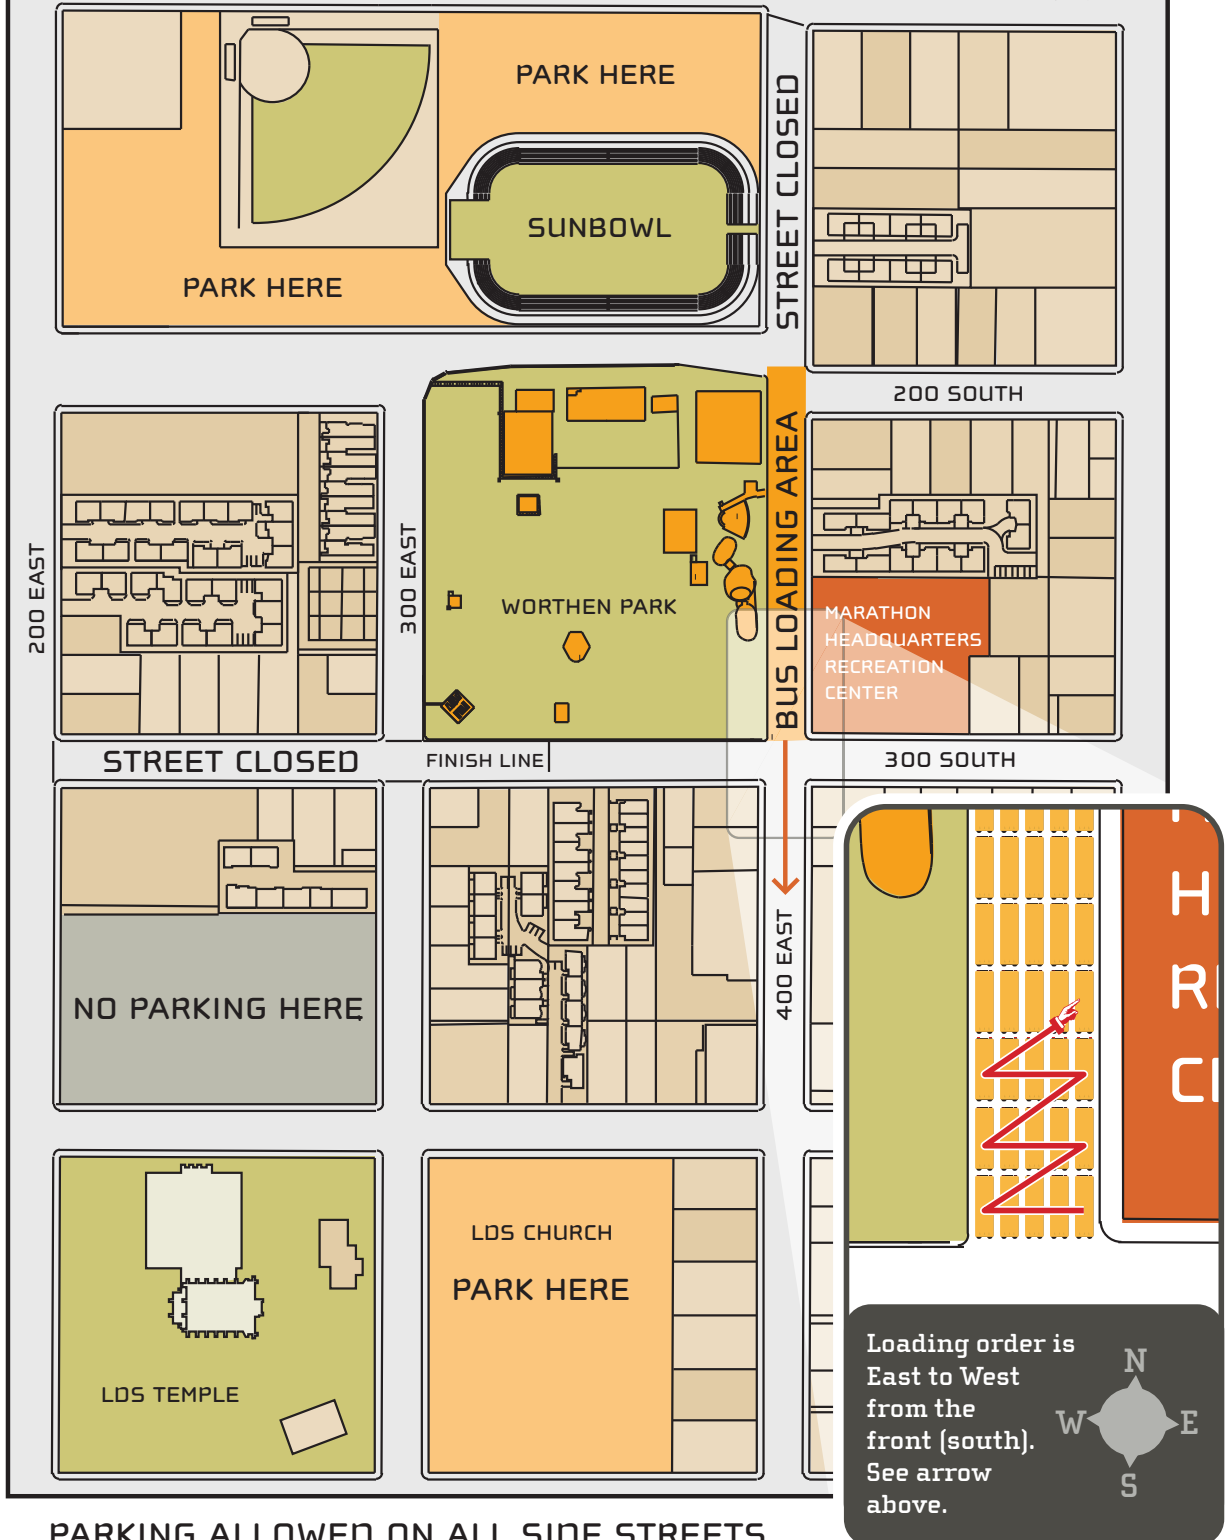 PARK HERE
STREET CLOSED
SUNBOWL
PARK HERE
200 SOUTH
BUS LOADING AREA
200 EAST
300 EAST
WORTHEN PARK
MARATHON
HEADQUARTERS
RECREATION
CENTER
STREET CLOSED
FINISH LINE
300 SOUTH
400 EAST
NO PARKING HERE
H
R
C
LDS CHURCH
PARK HERE
LDS TEMPLE
Loading order is
East to West
from the
front (south).
See arrow
above.
N
W
E
S
PARKING ALLOWED ON ALL SIDE STREETS